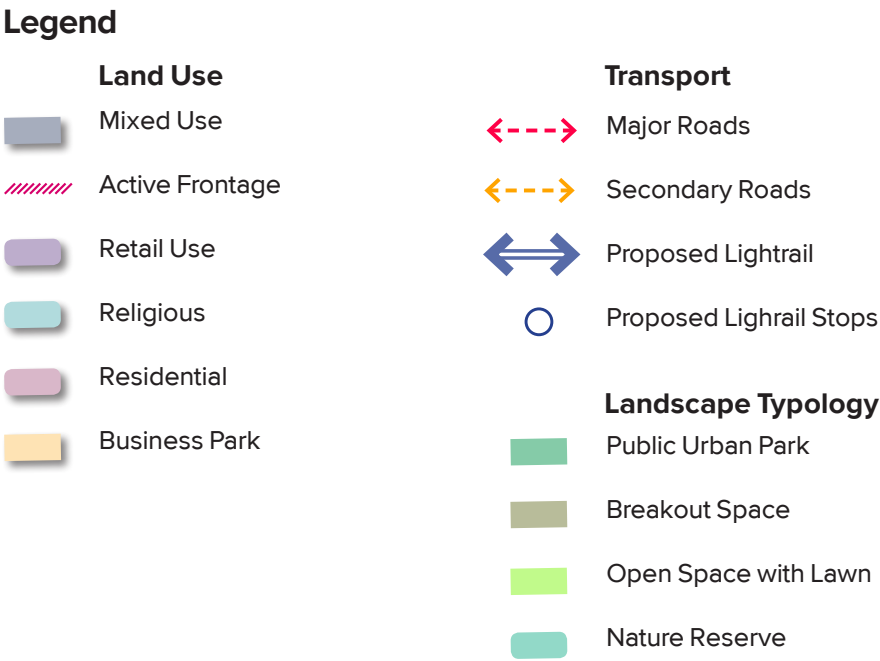 Legend
Land Use
Mixed Use
Active Frontage
Retail Use
Religious
Residential
Business Park
Transport
Major Roads
Secondary Roads
Proposed Lightrail
Proposed Lighrail Stops
Landscape Typology
Public Urban Park
Breakout Space
Open Space with Lawn
Nature Reserve